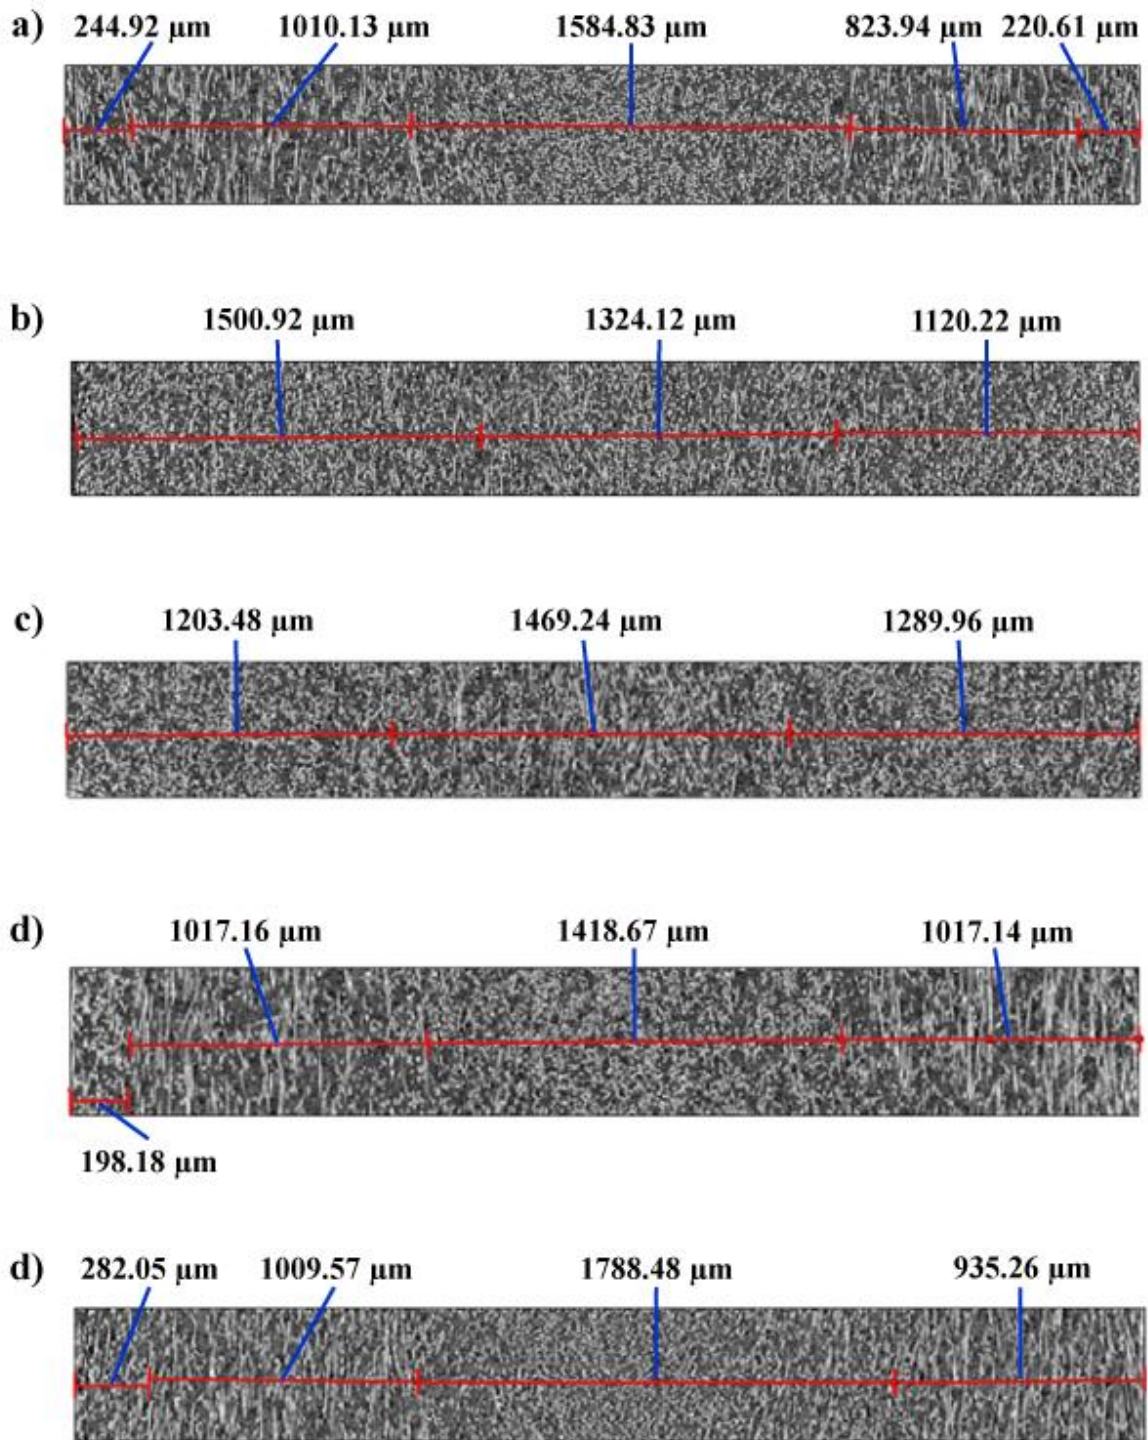 a) 244.92 μm 1010.13 μm 1584.83 μm 823.94 μm 220.61 μm
b) 1500.92 μm 1324.12 μm 1120.22 μm
c) 1203.48 μm 1469.24 μm 1289.96 μm
d) 1017.16 μm 1418.67 μm 1017.14 μm
198.18 μm
d) 282.05 μm 1009.57 μm 1788.48 μm 935.26 μm